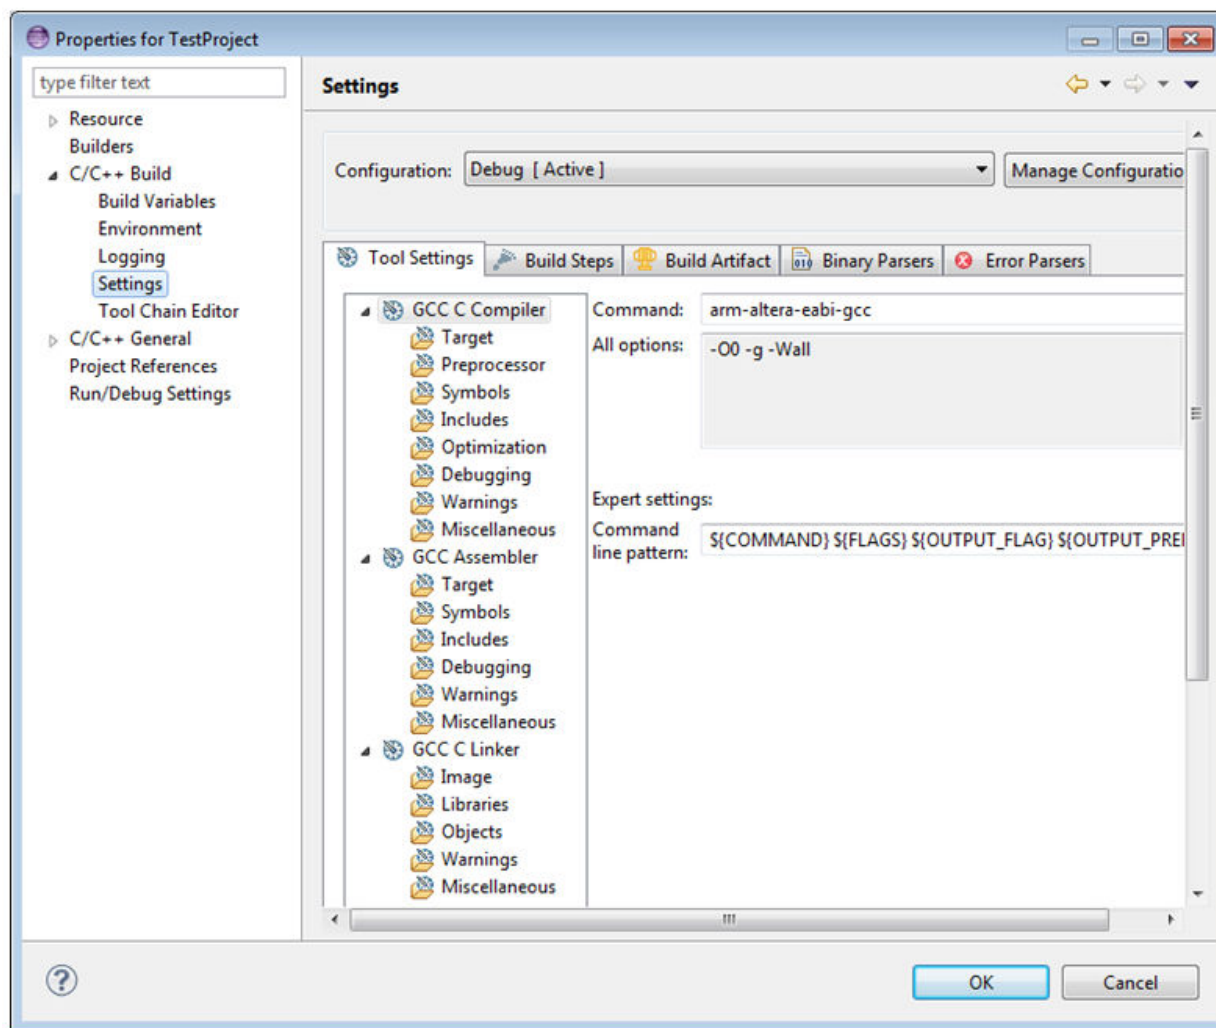 Properties for TestProject
type filter text
Resource
Builders
C/C++ Build
Build Variables
Environment
Logging
Settings
Tool Chain Editor
C/C++ General
Project References
Run/Debug Settings
Settings
Configuration: Debug [ Active ] Manage Configuratio
Tool Settings Build Steps Build Artifact 010 Binary Parsers Error Parsers
GCC C Compiler
Target
Preprocessor
Symbols
Includes
Optimization
Debugging
Warnings
Miscellaneous
GCC Assembler
Target
Symbols
Includes
Debugging
Warnings
Miscellaneous
GCC C Linker
Image
Libraries
Objects
Warnings
Miscellaneous
Command: arm-altera-eabi-gcc
All options: -O0 -g -Wall
Expert settings:
Command
line pattern: ${COMMAND} ${FLAGS} ${OUTPUT_FLAG} ${OUTPUT_PREI
?
OK Cancel